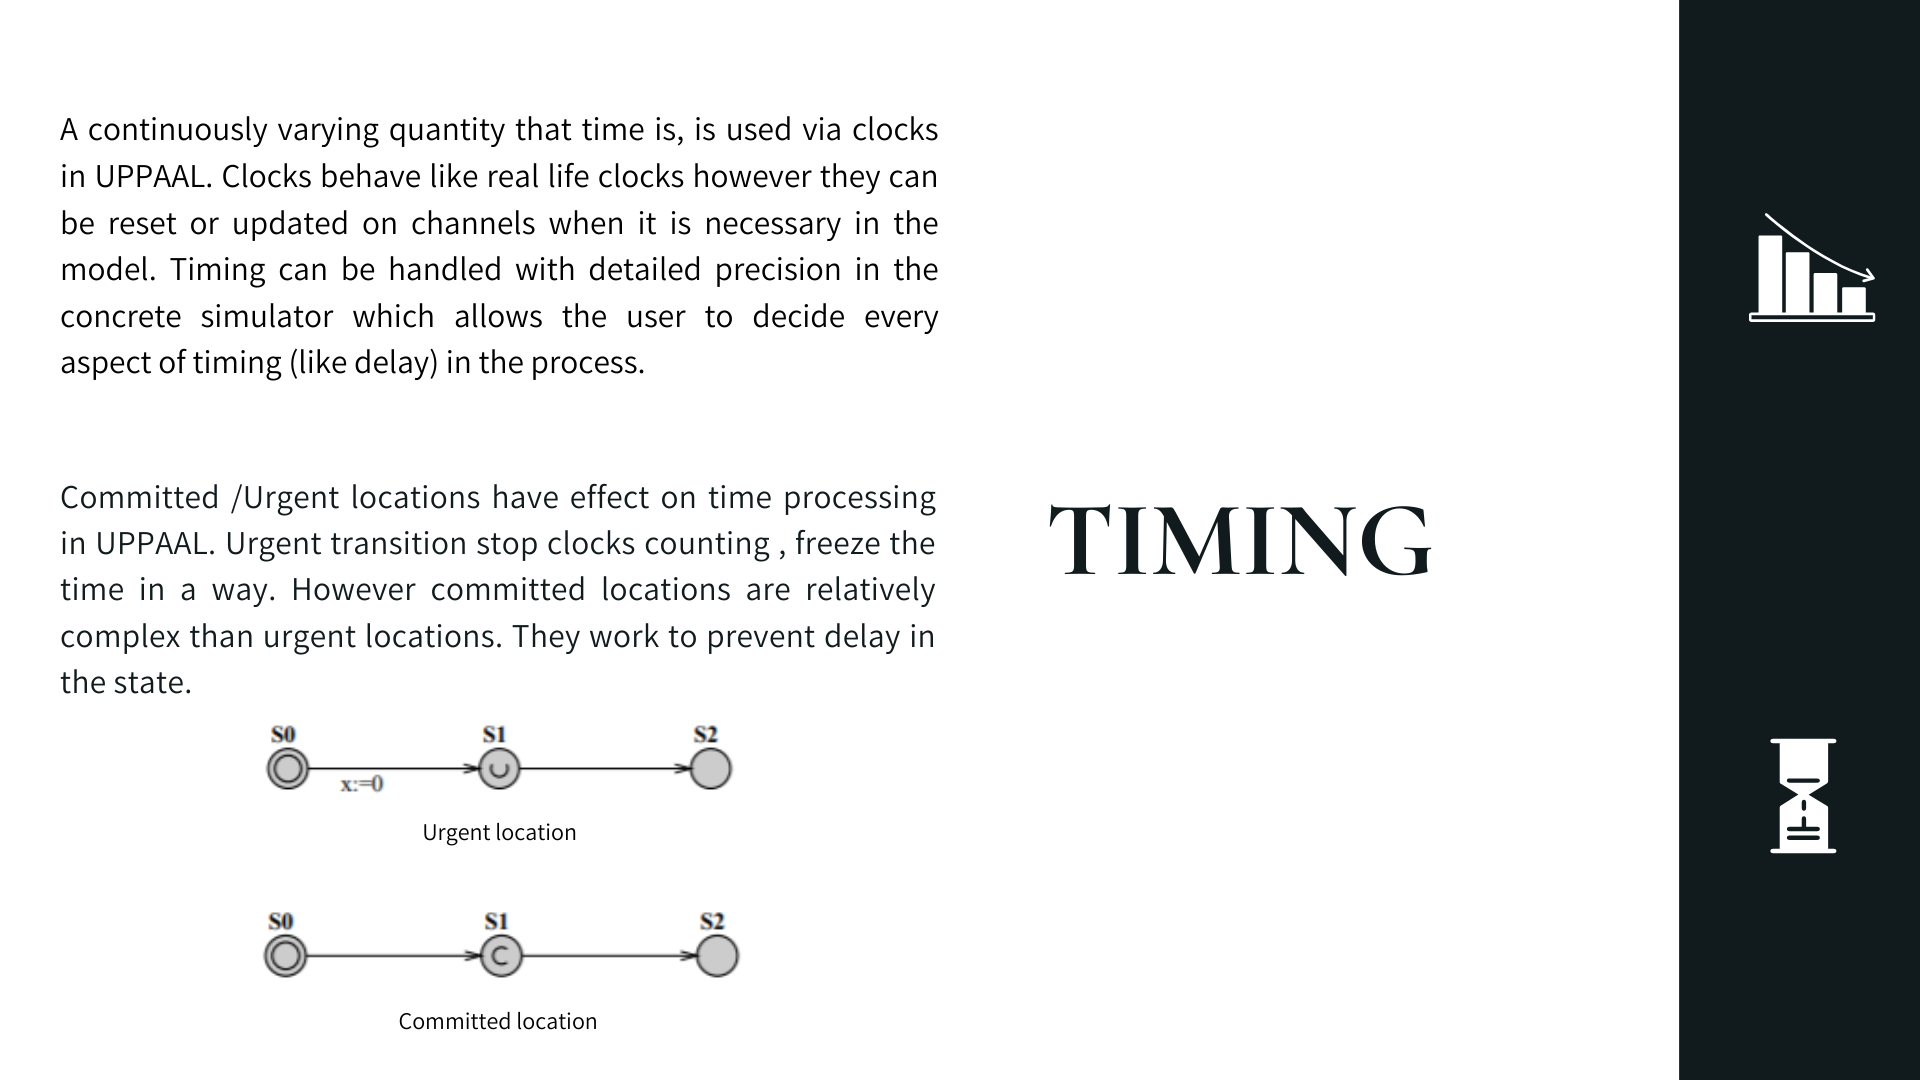 A continuously varying quantity that time is, is used via clocks
in UPPAAL. Clocks behave like real life clocks however they can
be reset or updated on channels when it is necessary in the
model. Timing can be handled with detailed precision in the
concrete simulator which allows the user to decide every
aspect of timing (like delay) in the process.
Committed /Urgent locations have effect on time processing
in UPPAAL. Urgent transition stop clocks counting , freeze the
time in a way. However committed locations are relatively
complex than urgent locations. They work to prevent delay in
the state.
S0 S1 S2
x:=0
Urgent location
S0 S1 S2
C
Committed location
TIMING